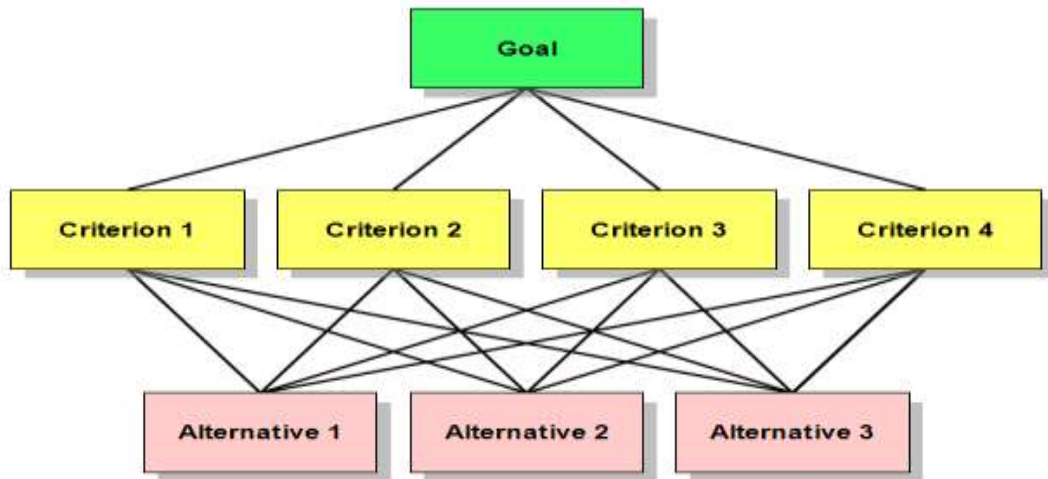 Goal
Criterion 1
Criterion 2
Criterion 3
Criterion 4
Alternative 1
Alternative 2
Alternative 3